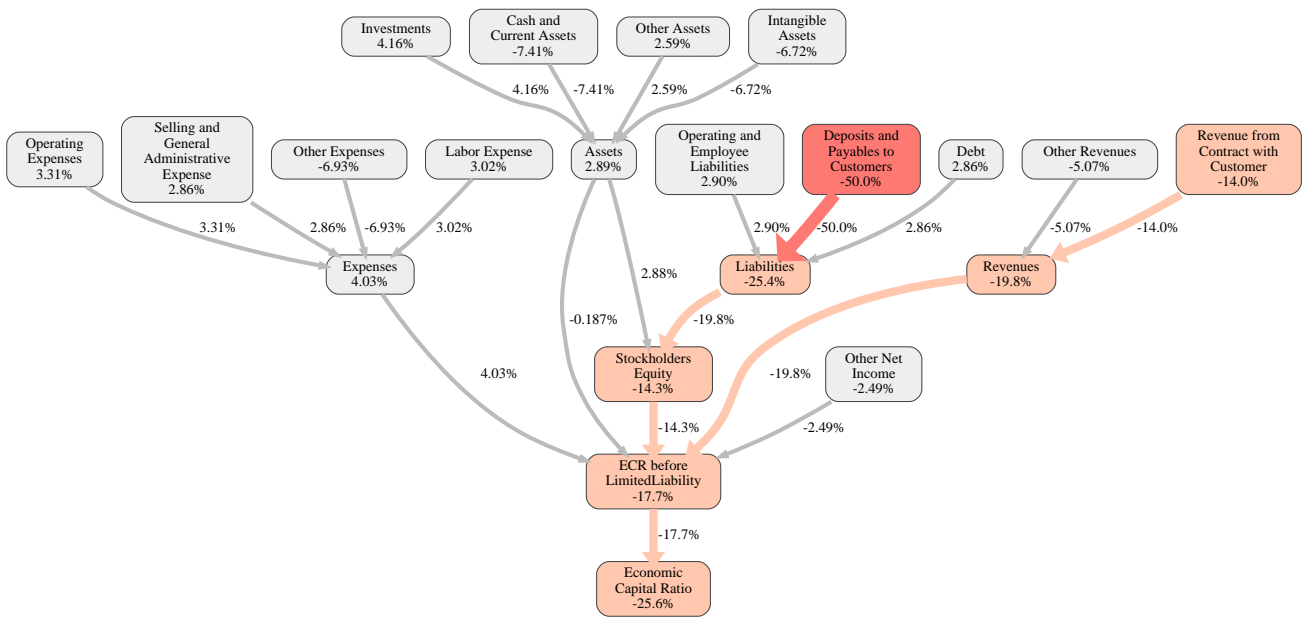 Investments
4.16%
Cash and
Current Assets
-7.41%
Other Assets
2.59%
Intangible
Assets
-6.72%
4.16%
-7.41%
2.59%
-6.72%
Operating
Expenses
3.31%
Selling and
General
Administrative
Expense
2.86%
Other Expenses
-6.93%
Labor Expense
3.02%
Assets
2.89%
Operating and
Employee
Liabilities
2.90%
Deposits and
Payables to
Customers
-50.0%
Debt
2.86%
Other Revenues
-5.07%
Revenue from
Contract with
Customer
-14.0%
3.31%
2.86%
-6.93%
3.02%
2.90%
-50.0%
2.86%
-5.07%
-14.0%
Expenses
4.03%
2.88%
Liabilities
-25.4%
Revenues
-19.8%
-0.187%
-19.8%
Stockholders
Equity
-14.3%
Other Net
Income
-2.49%
4.03%
-19.8%
-14.3%
-2.49%
ECR before
LimitedLiability
-17.7%
-17.7%
Economic
Capital Ratio
-25.6%